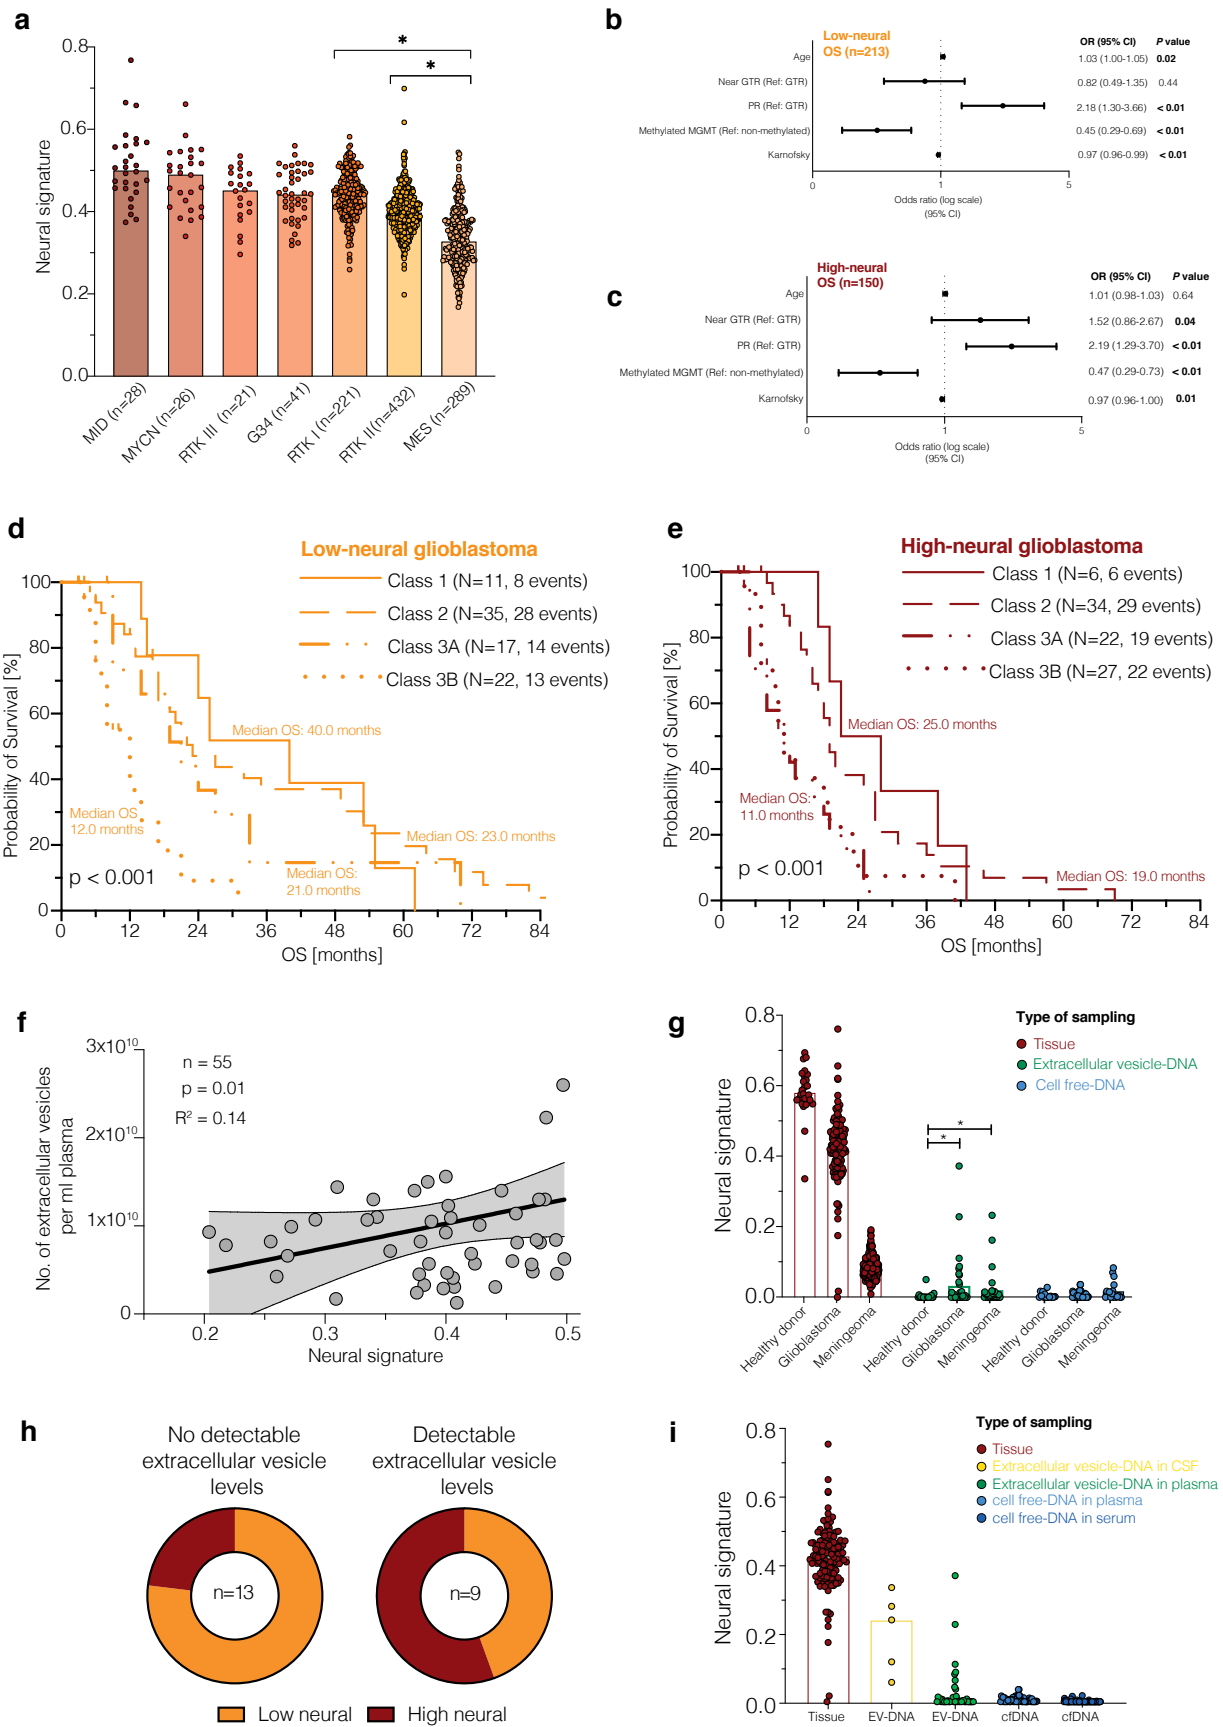 a
Neural signature
0.8
0.6
0.4
0.2
0.0
*
*
MID (n=28)
MYCN (n=26)
RTK III (n=21)
G34 (n=41)
RTK I (n=221)
RTK II(n=432)
MES (n=289)
b
Low-neural
OS (n=213)
OR (95% CI) P value
Age 1.03 (1.00-1.05) 0.02
Near GTR (Ref: GTR) 0.82 (0.49-1.35) 0.44
PR (Ref: GTR) 2.18 (1.30-3.66) < 0.01
Methylated MGMT (Ref: non-methylated) 0.45 (0.29-0.69) < 0.01
Karnofsky 0.97 (0.96-0.99) < 0.01
0 1 5
Odds ratio (log scale)
(95% CI)
c
High-neural
OS (n=150)
OR (95% CI) P value
Age 1.01 (0.98-1.03) 0.64
Near GTR (Ref: GTR) 1.52 (0.86-2.67) 0.04
PR (Ref: GTR) 2.19 (1.29-3.70) < 0.01
Methylated MGMT (Ref: non-methylated) 0.47 (0.29-0.73) < 0.01
Karnofsky 0.97 (0.96-1.00) 0.01
0 1 5
Odds ratio (log scale)
(95% CI)
d
Low-neural glioblastoma
Class 1 (N=11, 8 events)
Class 2 (N=35, 28 events)
Class 3A (N=17, 14 events)
Class 3B (N=22, 13 events)
Probability of Survival [%]
100
80
60
40
20
0
Median OS: 40.0 months
Median OS
12.0 months
Median OS: 23.0 months
Median OS:
21.0 months
p < 0.001
0 12 24 36 48 60 72 84
OS [months]
e
High-neural glioblastoma
Class 1 (N=6, 6 events)
Class 2 (N=34, 29 events)
Class 3A (N=22, 19 events)
Class 3B (N=27, 22 events)
Probability of Survival [%]
100
80
60
40
20
0
Median OS: 25.0 months
Median OS:
11.0 months
Median OS: 19.0 months
p < 0.001
0 12 24 36 48 60 72 84
OS [months]
f
No. of extracellular vesicles
per ml plasma
3x10¹⁰
2x10¹⁰
1x10¹⁰
0
n = 55
p = 0.01
R² = 0.14
0.2 0.3 0.4 0.5
Neural signature
g
Neural signature
0.8
0.6
0.4
0.2
0.0
Type of sampling
Tissue
Extracellular vesicle-DNA
Cell free-DNA
*
*
Healthy donor
Glioblastoma
Meningeoma
Healthy donor
Glioblastoma
Meningeoma
Healthy donor
Glioblastoma
Meningeoma
h
No detectable
extracellular vesicle
levels
n=13
Detectable
extracellular vesicle
levels
n=9
Low neural
High neural
i
Neural signature
0.8
0.6
0.4
0.2
0.0
Type of sampling
Tissue
Extracellular vesicle-DNA in CSF
Extracellular vesicle-DNA in plasma
cell free-DNA in plasma
cell free-DNA in serum
Tissue EV-DNA EV-DNA cfDNA cfDNA